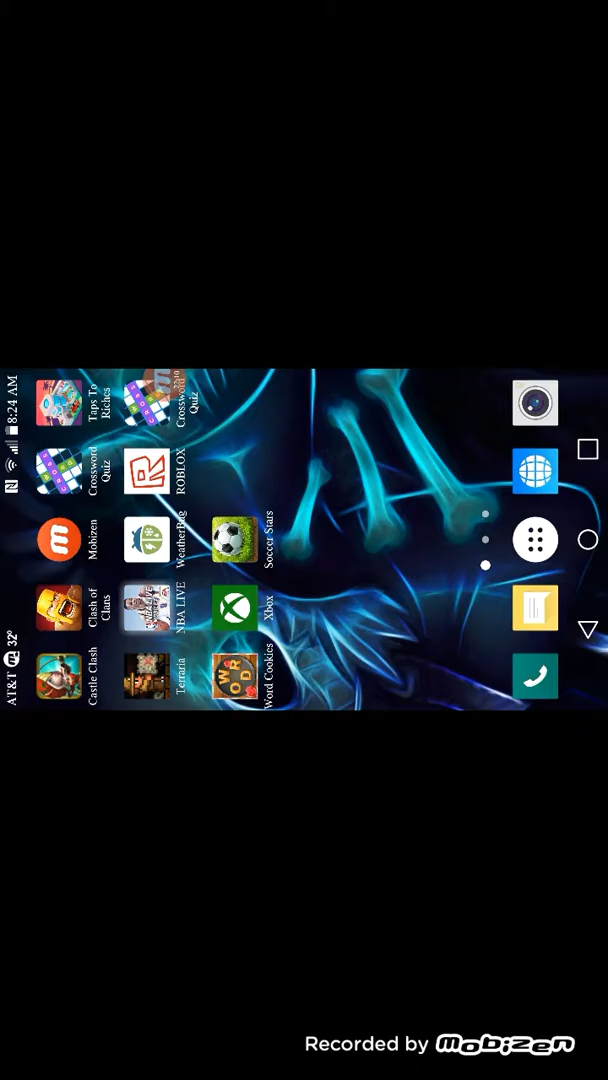 AT&T 32° 8:24 AM
Castle Clash
Clash of
Clans
Mobizen
Crossword
Quiz
Taps To
Riches
Terraria
NBA LIVE
WeatherBug
ROBLOX
Crossword
Quiz
Word Cookies
Xbox
Soccer Stars
Recorded by mobizen